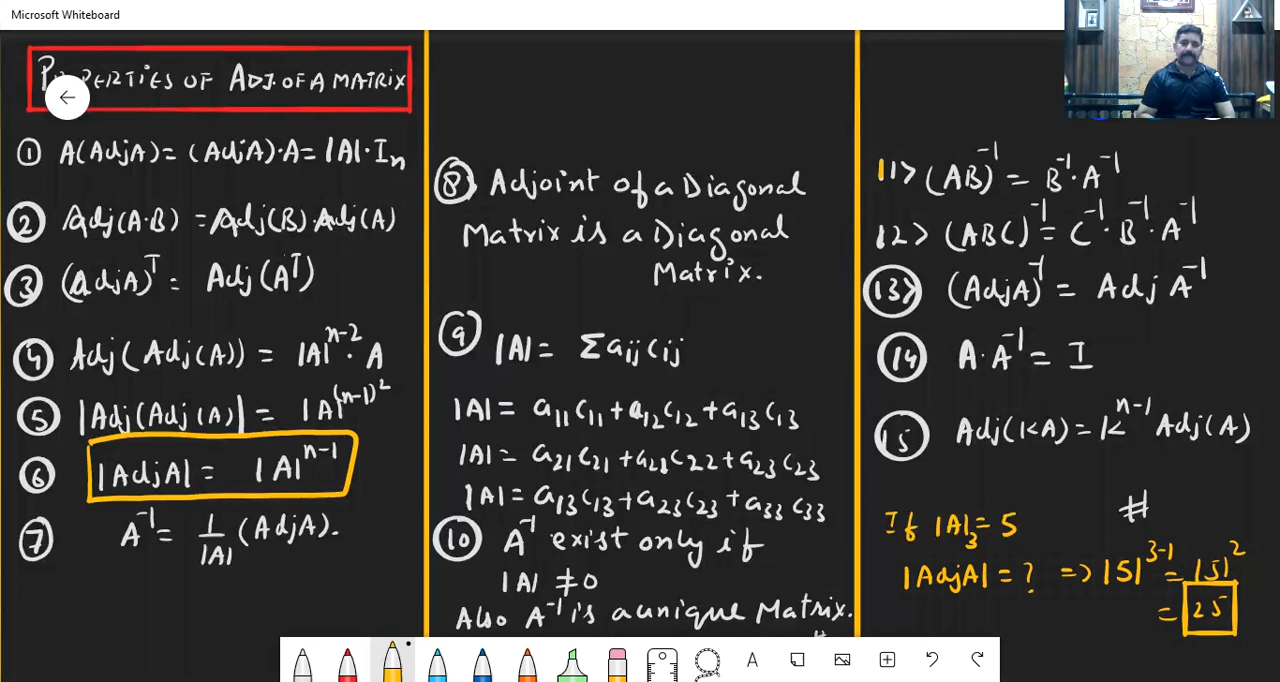 Microsoft Whiteboard
PROPERTIES OF ADJ. OF A MATRIX
① A(AdjA) = (AdjA)·A = |A|·Iₙ
② Adj(A·B) = Adj(B)·Adj(A)
③ (AdjA)ᵀ = Adj(Aᵀ)
④ Adj(Adj(A)) = |A|ⁿ⁻²· A
⑤ |Adj(Adj(A)| = |A|⁽ⁿ⁻¹⁾²
⑥ |AdjA| = |A|ⁿ⁻¹
⑦ A⁻¹ = 1/|A| (AdjA).
⑧ Adjoint of a Diagonal
Matrix is a Diagonal
Matrix.
⑨ |A| = Σaij cij
|A| = a11c11 + a12c12 + a13c13
|A| = a21c21 + a22c22 + a23c23
|A| = a13c13 + a23c23 + a33c33
⑩ A⁻¹ exist only if
|A| ≠ 0
Also A⁻¹ is a unique Matrix.
11> (AB)⁻¹ = B⁻¹·A⁻¹
12> (ABC)⁻¹ = C⁻¹·B⁻¹·A⁻¹
13> (AdjA)⁻¹ = Adj A⁻¹
14 A·A⁻¹ = I
15 Adj(KA) = Kⁿ⁻¹ Adj(A)
#
If |A|₃ = 5
|AdjA| = ? => |5|³⁻¹ = |5|²
= 25